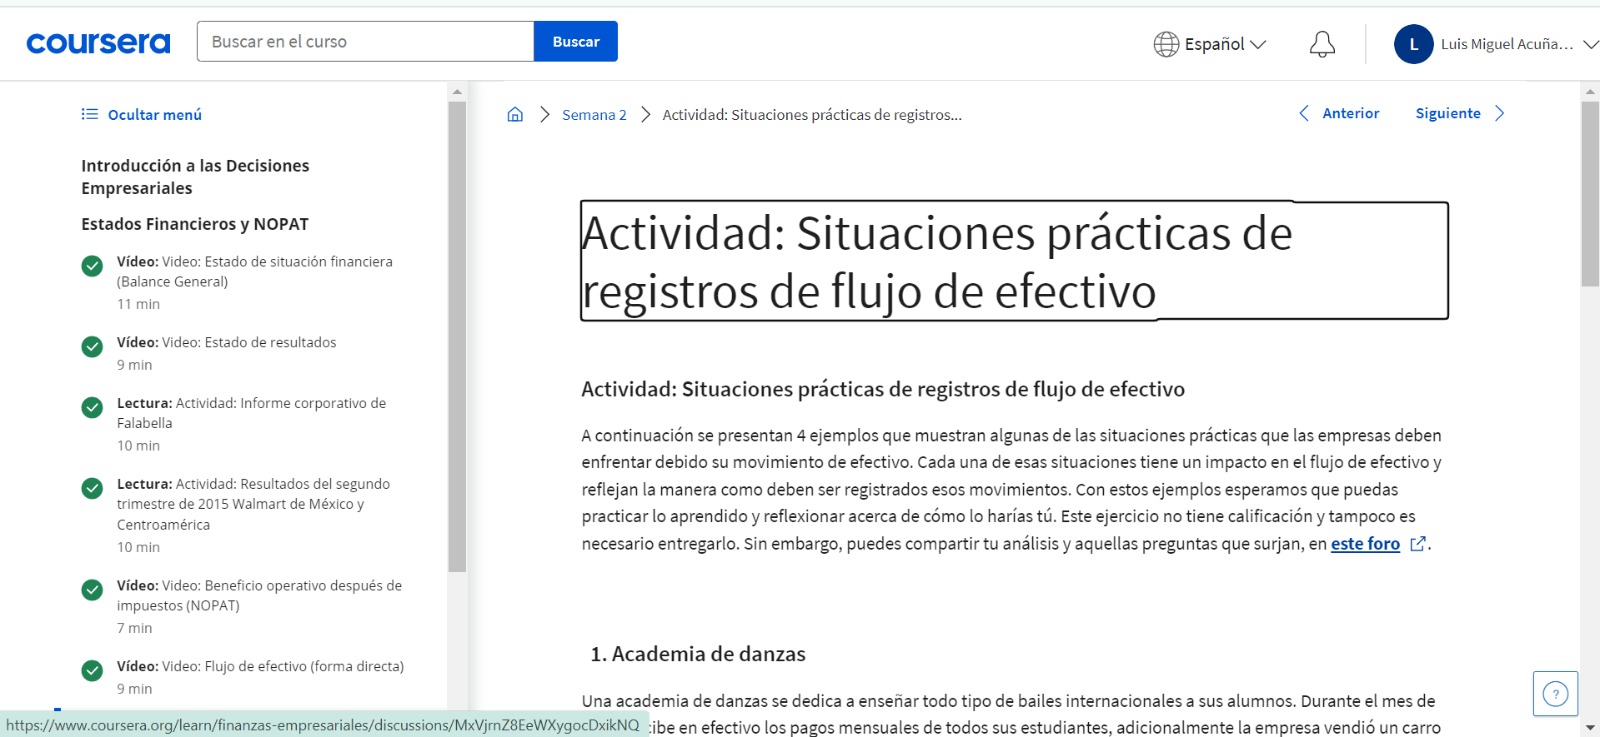 coursera
Buscar en el curso
Buscar
Español
L
Luis Miguel Acuña...
Ocultar menú
Introducción a las Decisiones
Empresariales
Estados Financieros y NOPAT
Vídeo: Video: Estado de situación financiera
(Balance General)
11 min
Vídeo: Video: Estado de resultados
9 min
Lectura: Actividad: Informe corporativo de
Falabella
10 min
Lectura: Actividad: Resultados del segundo
trimestre de 2015 Walmart de México y
Centroamérica
10 min
Vídeo: Video: Beneficio operativo después de
impuestos (NOPAT)
7 min
Vídeo: Video: Flujo de efectivo (forma directa)
9 min
Semana 2
Actividad: Situaciones prácticas de registros...
Anterior
Siguiente
Actividad: Situaciones prácticas de
registros de flujo de efectivo
Actividad: Situaciones prácticas de registros de flujo de efectivo
A continuación se presentan 4 ejemplos que muestran algunas de las situaciones prácticas que las empresas deben
enfrentar debido su movimiento de efectivo. Cada una de esas situaciones tiene un impacto en el flujo de efectivo y
reflejan la manera como deben ser registrados esos movimientos. Con estos ejemplos esperamos que puedas
practicar lo aprendido y reflexionar acerca de cómo lo harías tú. Este ejercicio no tiene calificación y tampoco es
necesario entregarlo. Sin embargo, puedes compartir tu análisis y aquellas preguntas que surjan, en este foro.
1. Academia de danzas
Una academia de danzas se dedica a enseñar todo tipo de bailes internacionales a sus alumnos. Durante el mes de
cibe en efectivo los pagos mensuales de todos sus estudiantes, adicionalmente la empresa vendió un carro
?
https://www.coursera.org/learn/finanzas-empresariales/discussions/MxVjrnZ8EeWXygocDxikNQ